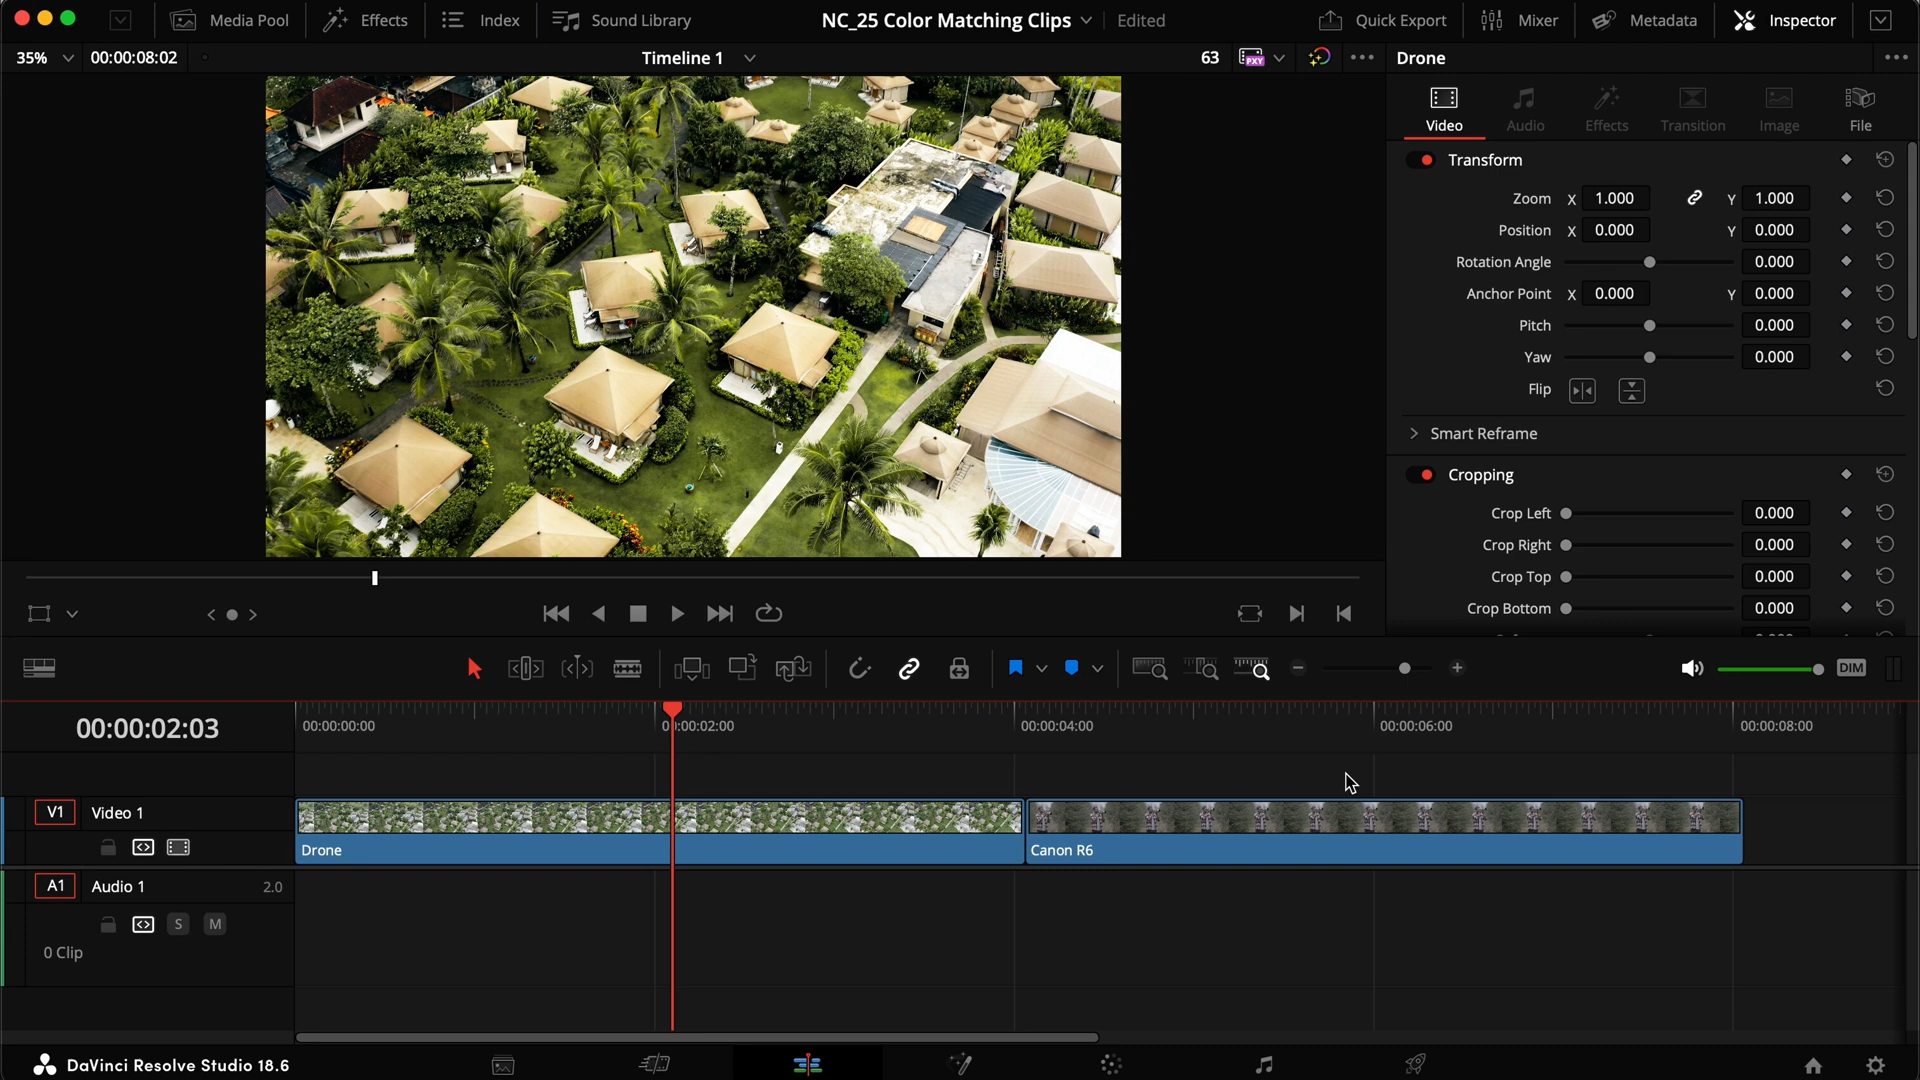 Media Pool
Effects
Index
Sound Library
NC_25 Color Matching Clips
Edited
Quick Export
Mixer
Metadata
Inspector
35%
00:00:08:02
Timeline 1
63
PXY
Drone
Video
Audio
Effects
Transition
Image
File
Transform
Zoom X 1.000 Y 1.000
Position X 0.000 Y 0.000
Rotation Angle 0.000
Anchor Point X 0.000 Y 0.000
Pitch 0.000
Yaw 0.000
Flip
Smart Reframe
Cropping
Crop Left 0.000
Crop Right 0.000
Crop Top 0.000
Crop Bottom 0.000
DIM
00:00:02:03
00:00:00:00
00:00:02:00
00:00:04:00
00:00:06:00
00:00:08:00
V1 Video 1
Drone
Canon R6
A1 Audio 1 2.0
S M
0 Clip
DaVinci Resolve Studio 18.6